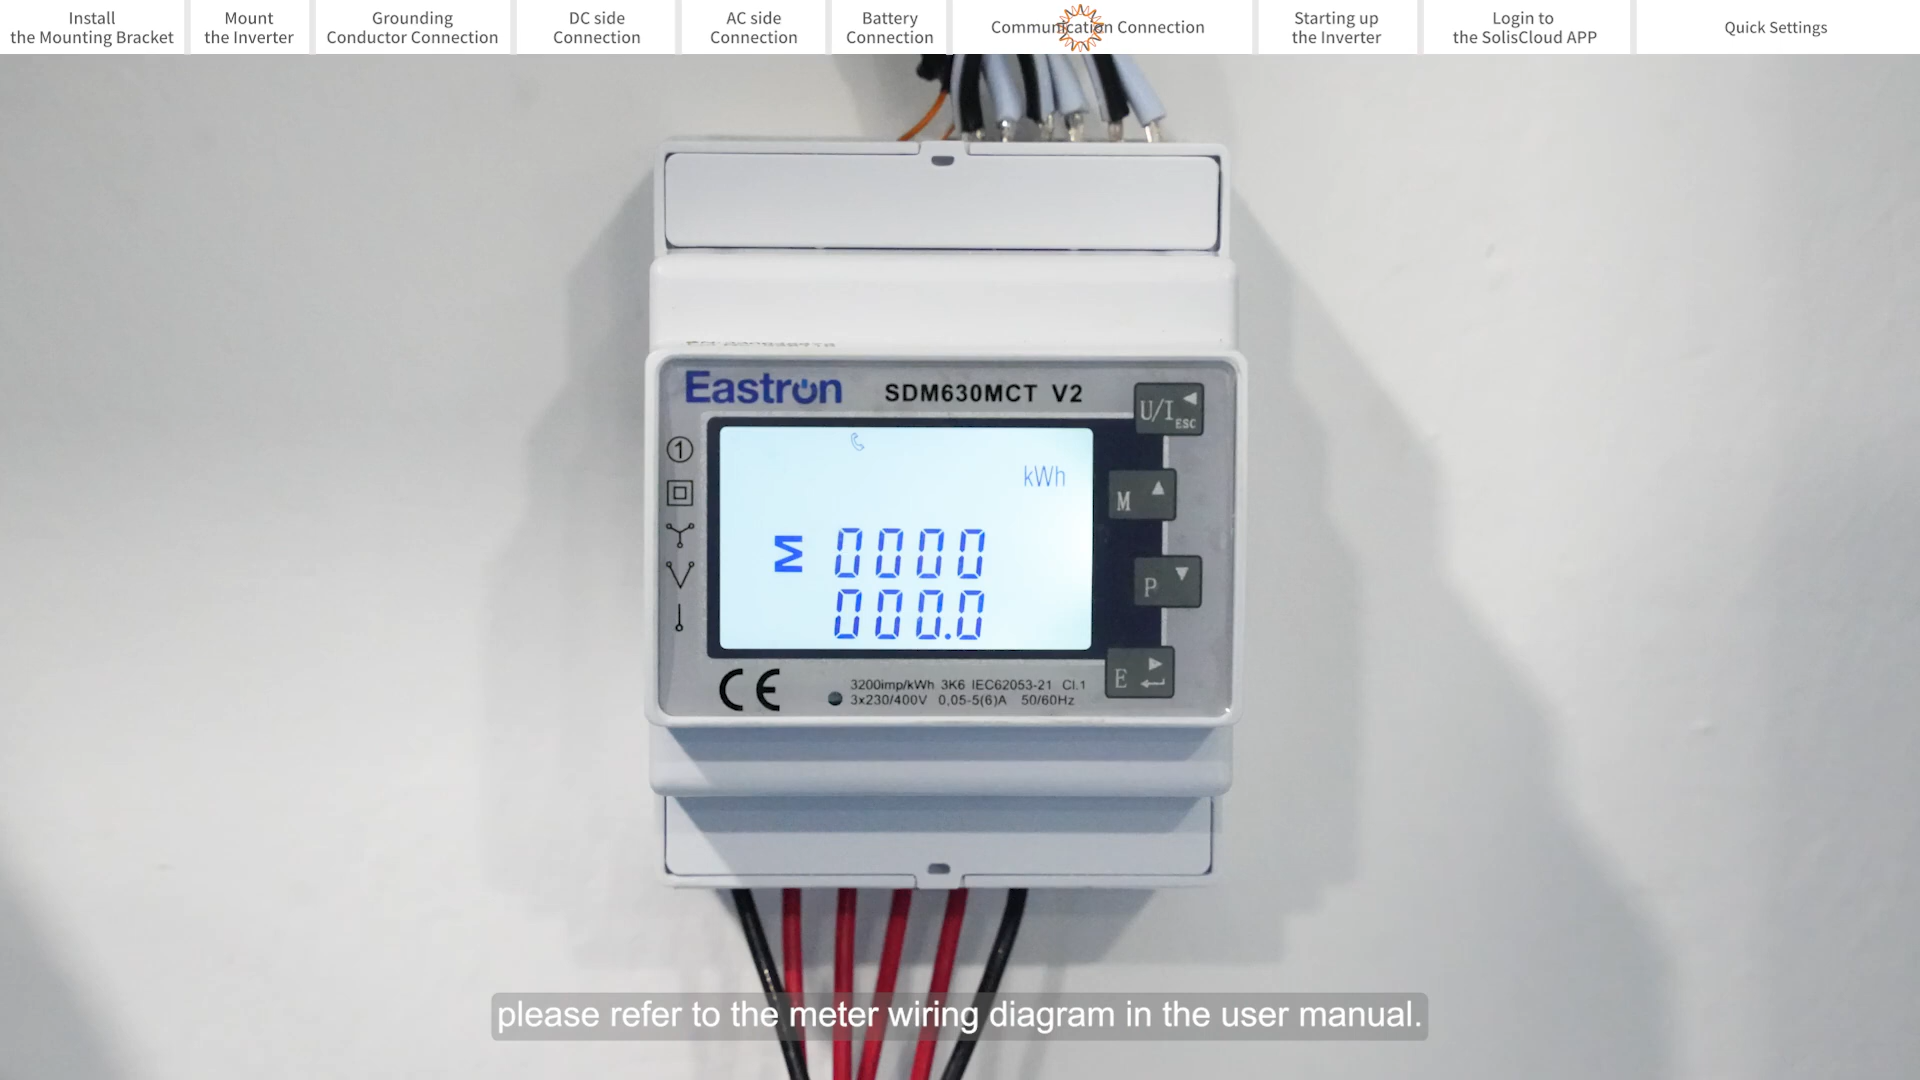 Install
the Mounting Bracket
Mount
the Inverter
Grounding
Conductor Connection
DC side
Connection
AC side
Connection
Battery
Connection
Communication Connection
Starting up
the Inverter
Login to
the SolisCloud APP
Quick Settings
Eastron SDM630MCT V2
U/I ESC
kWh
M
Σ 0000
000.0
P
E
CE
3200imp/kWh 3K6 IEC62053-21 Cl.1
3x230/400V 0,05-5(6)A 50/60Hz
please refer to the meter wiring diagram in the user manual.